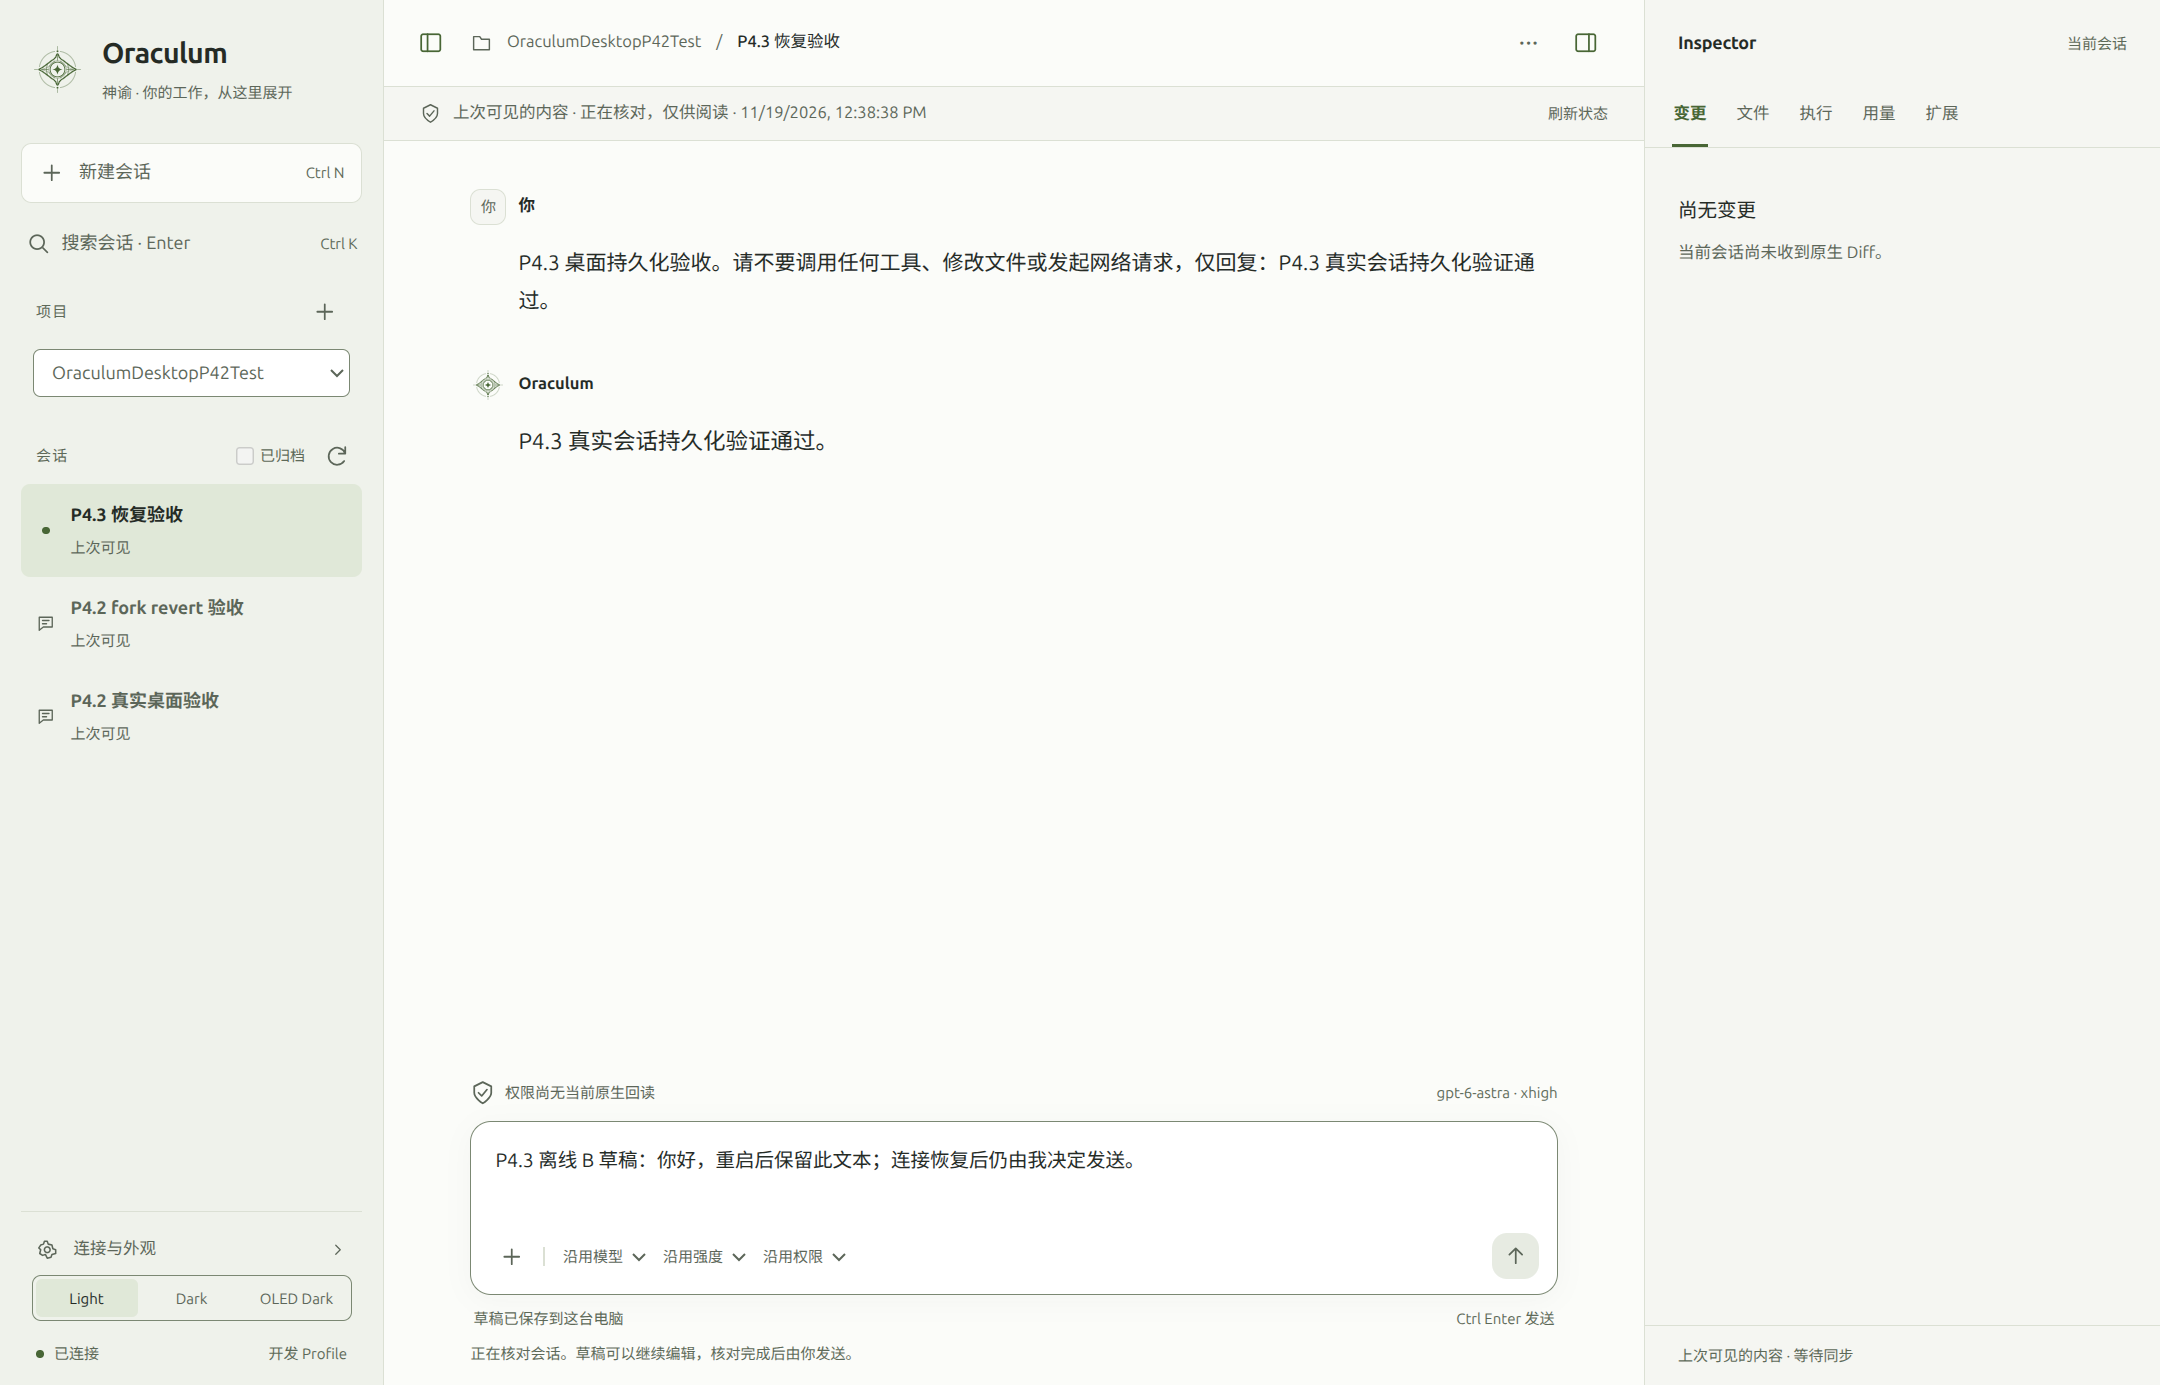 Oraculum
神谕 · 你的工作，从这里展开
新建会话 Ctrl N
搜索会话 · Enter Ctrl K
项目
OraculumDesktopP42Test
会话 已归档
P4.3 恢复验收
上次可见
P4.2 fork revert 验收
上次可见
P4.2 真实桌面验收
上次可见
连接与外观
Light Dark OLED Dark
已连接 开发 Profile
OraculumDesktopP42Test / P4.3 恢复验收
上次可见的内容 · 正在核对，仅供阅读 · 11/19/2026, 12:38:38 PM 刷新状态
你 你
P4.3 桌面持久化验收。请不要调用任何工具、修改文件或发起网络请求，仅回复：P4.3 真实会话持久化验证通
过。
Oraculum
P4.3 真实会话持久化验证通过。
权限尚无当前原生回读 gpt-6-astra · xhigh
P4.3 离线 B 草稿：你好，重启后保留此文本；连接恢复后仍由我决定发送。
沿用模型 沿用强度 沿用权限
草稿已保存到这台电脑 Ctrl Enter 发送
正在核对会话。草稿可以继续编辑，核对完成后由你发送。
Inspector 当前会话
变更 文件 执行 用量 扩展
尚无变更
当前会话尚未收到原生 Diff。
上次可见的内容 · 等待同步